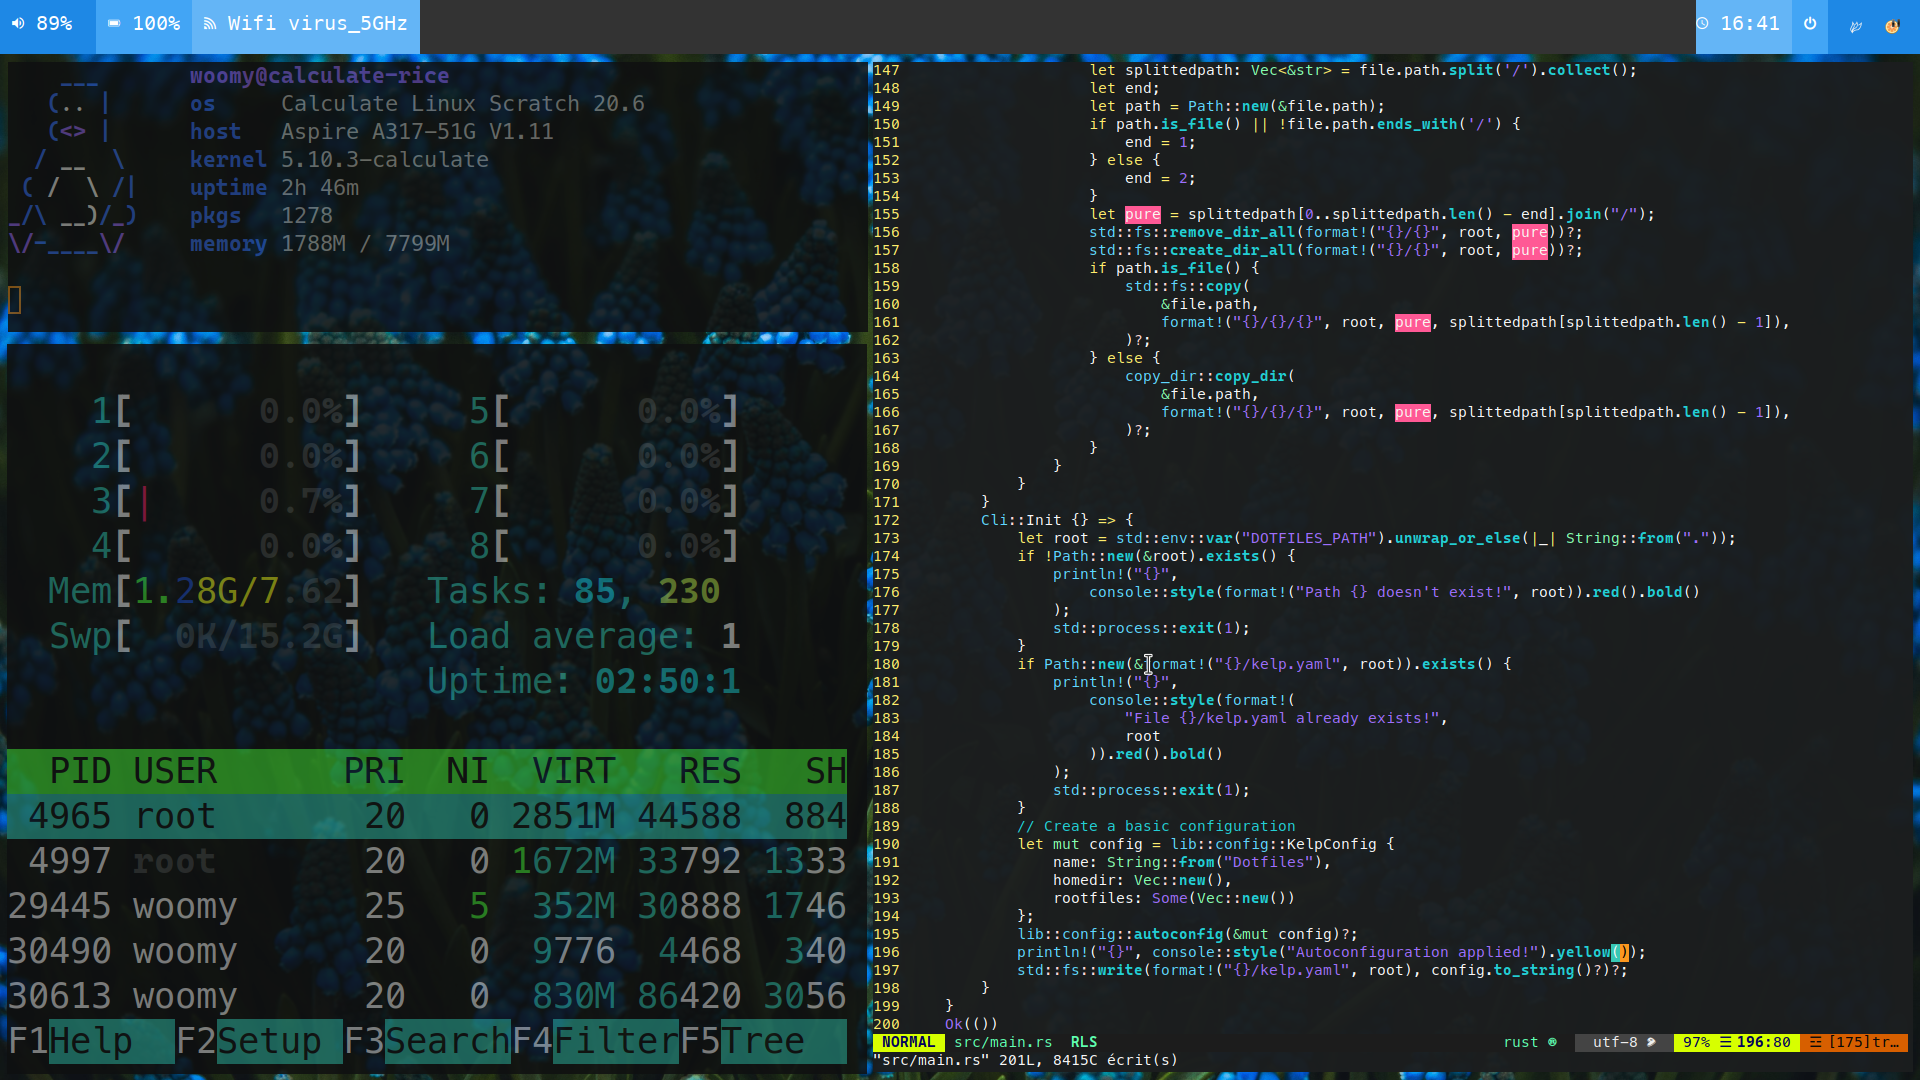 89% 100% Wifi virus_5GHz 16:41
woomy@calculate-rice
os Calculate Linux Scratch 20.6
host Aspire A317-51G V1.11
kernel 5.10.3-calculate
uptime 2h 46m
pkgs 1278
memory 1788M / 7799M
1[ 0.0%] 5[ 0.0%]
2[ 0.0%] 6[ 0.0%]
3[| 0.7%] 7[ 0.0%]
4[ 0.0%] 8[ 0.0%]
Mem[1.28G/7.62] Tasks: 85, 230
Swp[ 0K/15.2G] Load average: 1
Uptime: 02:50:1
PID USER PRI NI VIRT RES SH
4965 root 20 0 2851M 44588 884
4997 root 20 0 1672M 33792 1333
29445 woomy 25 5 352M 30888 1746
30490 woomy 20 0 9776 4468 340
30613 woomy 20 0 830M 86420 3056
F1Help F2Setup F3SearchF4FilterF5Tree
147 let splittedpath: Vec<&str> = file.path.split('/').collect();
148 let end;
149 let path = Path::new(&file.path);
150 if path.is_file() || !file.path.ends_with('/') {
151 end = 1;
152 } else {
153 end = 2;
154 }
155 let pure = splittedpath[0..splittedpath.len() - end].join("/");
156 std::fs::remove_dir_all(format!("{}/{}", root, pure))?;
157 std::fs::create_dir_all(format!("{}/{}", root, pure))?;
158 if path.is_file() {
159 std::fs::copy(
160 &file.path,
161 format!("{}/{}/{}", root, pure, splittedpath[splittedpath.len() - 1]),
162 )?;
163 } else {
164 copy_dir::copy_dir(
165 &file.path,
166 format!("{}/{}/{}", root, pure, splittedpath[splittedpath.len() - 1]),
167 )?;
168 }
169 }
170 }
171 }
172 Cli::Init {} => {
173 let root = std::env::var("DOTFILES_PATH").unwrap_or_else(|_| String::from("."));
174 if !Path::new(&root).exists() {
175 println!("{}",
176 console::style(format!("Path {} doesn't exist!", root)).red().bold()
177 );
178 std::process::exit(1);
179 }
180 if Path::new(&format!("{}/kelp.yaml", root)).exists() {
181 println!("{}",
182 console::style(format!(
183 "File {}/kelp.yaml already exists!",
184 root
185 )).red().bold()
186 );
187 std::process::exit(1);
188 }
189 // Create a basic configuration
190 let mut config = lib::config::KelpConfig {
191 name: String::from("Dotfiles"),
192 homedir: Vec::new(),
193 rootfiles: Some(Vec::new())
194 };
195 lib::config::autoconfig(&mut config)?;
196 println!("{}", console::style("Autoconfiguration applied!").yellow());
197 std::fs::write(format!("{}/kelp.yaml", root), config.to_string()?)?;
198 }
199 }
200 Ok(())
NORMAL src/main.rs RLS rust utf-8 97% ☰ 196:80 ☲ [175]tr…
"src/main.rs" 201L, 8415C écrit(s)